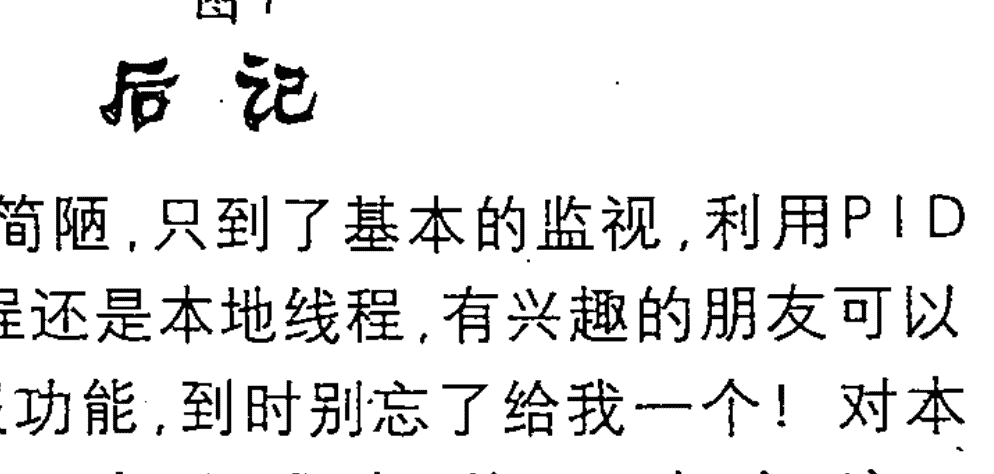 图
后记
简陋,只到了基本的监视,利用PID
程还是本地线程,有兴趣的朋友可以
功能,到时别忘了给我一个! 对本